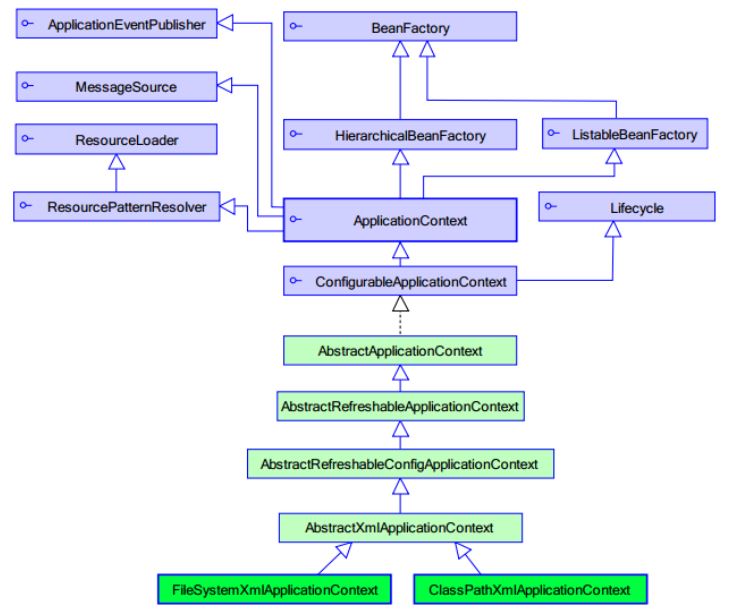 ApplicationEventPublisher
BeanFactory
MessageSource
ResourceLoader
HierarchicalBeanFactory
ListableBeanFactory
ResourcePatternResolver
ApplicationContext
Lifecycle
ConfigurableApplicationContext
AbstractApplicationContext
AbstractRefreshableApplicationContext
AbstractRefreshableConfigApplicationContext
AbstractXmlApplicationContext
FileSystemXmlApplicationContext
ClassPathXmlApplicationContext